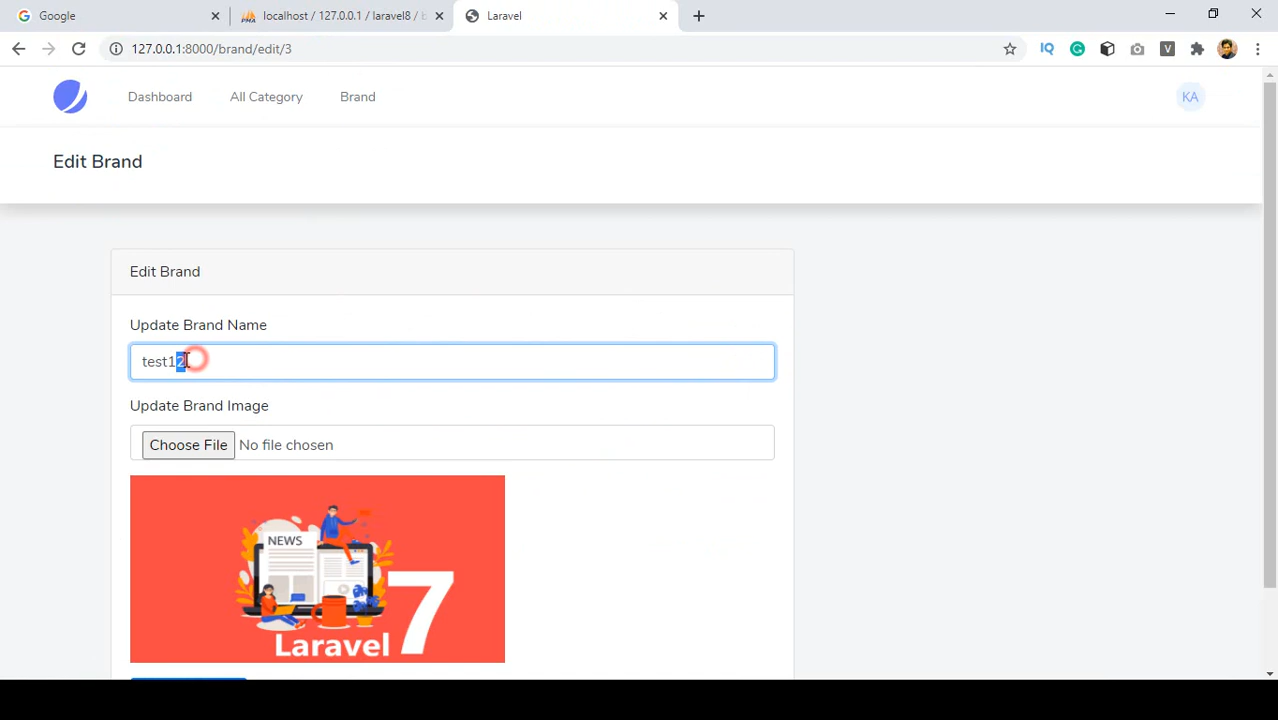 Google
localhost / 127.0.0.1 / laravel8 / b
Laravel
127.0.0.1:8000/brand/edit/3
IQ
V
Dashboard
All Category
Brand
KA
Edit Brand
Edit Brand
Update Brand Name
test12
Update Brand Image
Choose File No file chosen
NEWS
Laravel 7